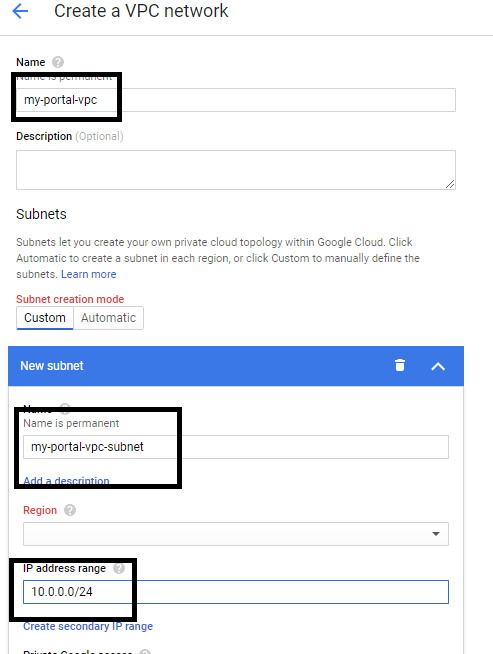 Create a VPC network
Name
Name is permanent
my-portal-vpc
Description (Optional)
Subnets
Subnets let you create your own private cloud topology within Google Cloud. Click
Automatic to create a subnet in each region, or click Custom to manually define the
subnets. Learn more
Subnet creation mode
Custom Automatic
New subnet
Name
Name is permanent
my-portal-vpc-subnet
Add a description
Region
IP address range
10.0.0.0/24
Create secondary IP range
Private Google access